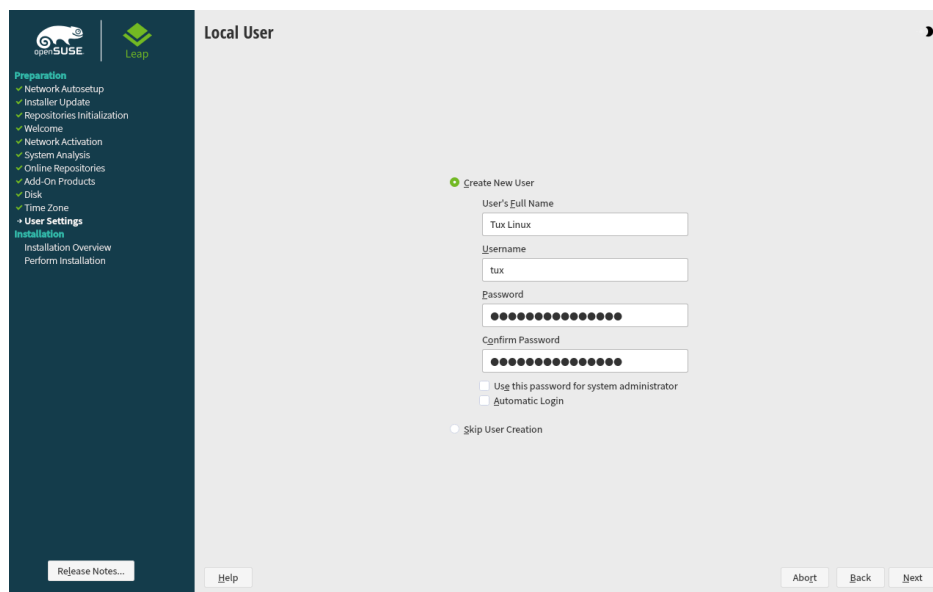 openSUSE
Leap
Local User
Preparation
Network Autosetup
Installer Update
Repositories Initialization
Welcome
Network Activation
System Analysis
Online Repositories
Add-On Products
Disk
Time Zone
User Settings
Installation
Installation Overview
Perform Installation
Create New User
User's Full Name
Tux Linux
Username
tux
Password
●●●●●●●●●●●●●●●
Confirm Password
●●●●●●●●●●●●●●●
Use this password for system administrator
Automatic Login
Skip User Creation
Release Notes...
Help
Abort
Back
Next